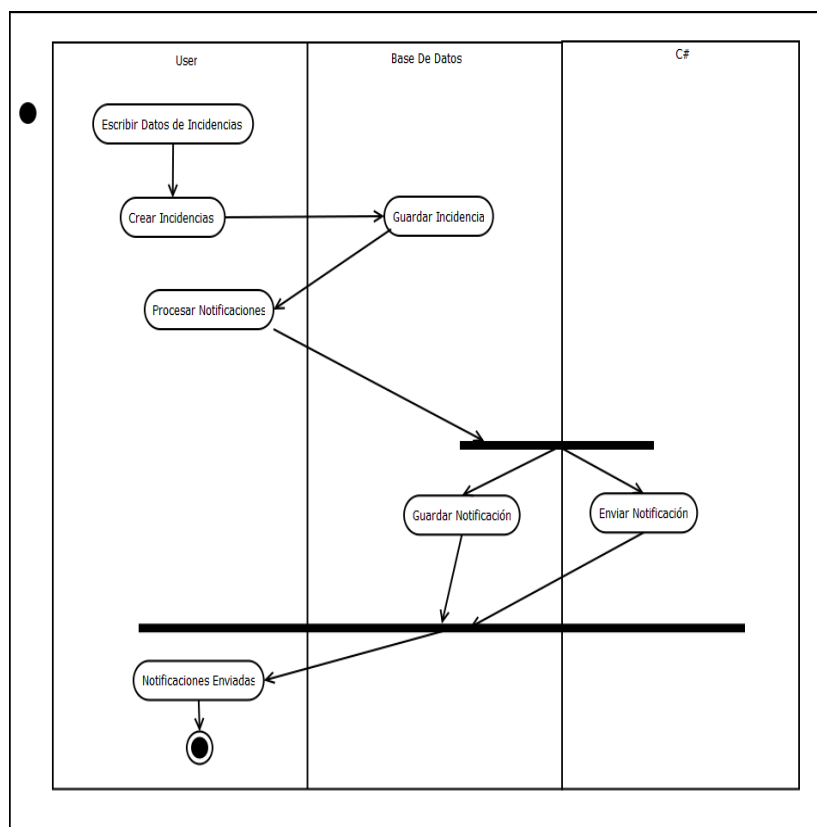 User
Base De Datos
C#
Escribir Datos de Incidencias
Crear Incidencias
Guardar Incidencia
Procesar Notificaciones
Guardar Notificación
Enviar Notificación
Notificaciones Enviadas